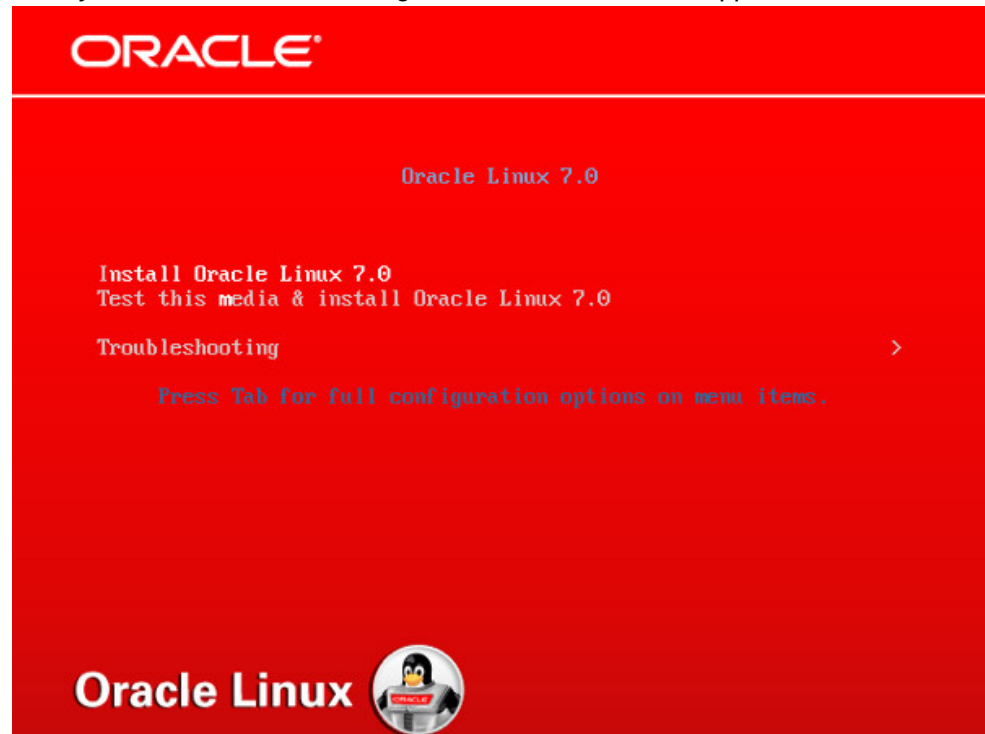 ORACLE®
Oracle Linux 7.0
Install Oracle Linux 7.0
Test this media & install Oracle Linux 7.0
Troubleshooting >
Press Tab for full configuration options on menu items.
Oracle Linux
ORACLE